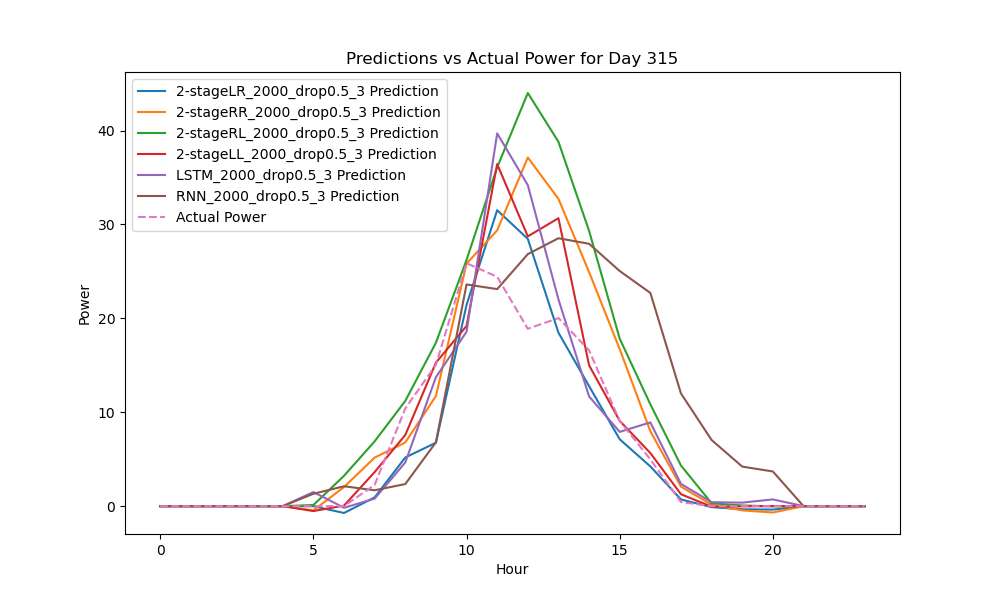 Predictions vs Actual Power for Day 315
2-stageLR_2000_drop0.5_3 Prediction
2-stageRR_2000_drop0.5_3 Prediction
2-stageRL_2000_drop0.5_3 Prediction
2-stageLL_2000_drop0.5_3 Prediction
LSTM_2000_drop0.5_3 Prediction
RNN_2000_drop0.5_3 Prediction
Actual Power
40
30
20
10
0
Power
0 5 10 15 20
Hour